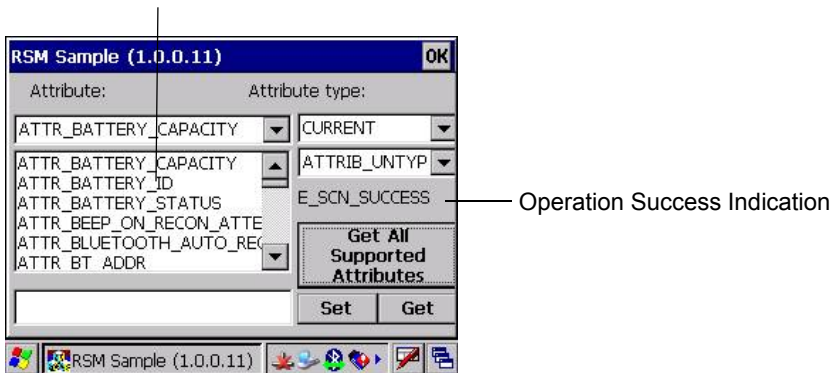 RSM Sample (1.0.0.11) OK
Attribute: Attribute type:
ATTR_BATTERY_CAPACITY CURRENT
ATTR_BATTERY_CAPACITY ATTRIB_UNTYP
ATTR_BATTERY_ID
ATTR_BATTERY_STATUS E_SCN_SUCCESS Operation Success Indication
ATTR_BEEP_ON_RECON_ATTE
ATTR_BLUETOOTH_AUTO_REC
ATTR_BT_ADDR
Get All
Supported
Attributes
Set Get
RSM Sample (1.0.0.11)